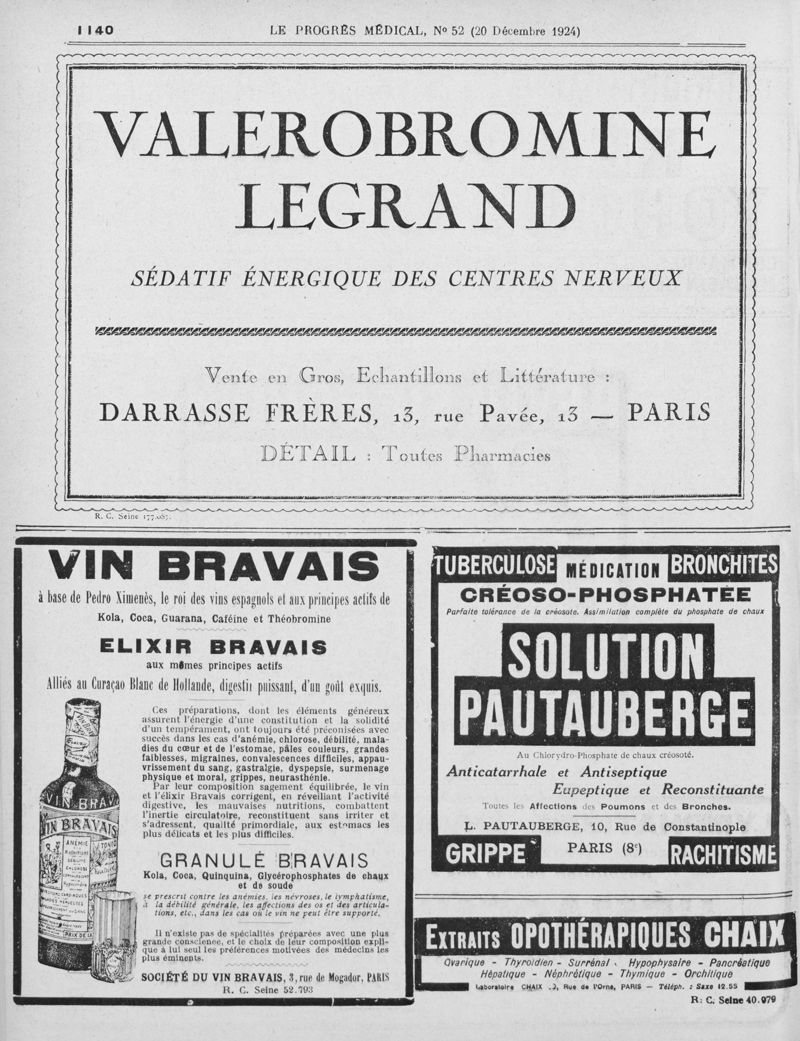 1140
LE PROGRÈS MÉDICAL, No 52 (20 Décembre 1924)
VALEROBROMINE
LEGRAND
SÉDATIF ÉNERGIQUE DES CENTRES NERVEUX
Vente en Gros, Echantillons et Littérature :
DARRASSE FRÈRES, 13, rue Pavée, 13 — PARIS
DÉTAIL : Toutes Pharmacies
R. C. Seine
VIN BRAVAIS
à base de Pedro Ximenès, le roi des vins espagnols et aux principes actifs de
Kola, Coca, Guarana, Caféine et Théobromine
ELIXIR BRAVAIS
aux mêmes principes actifs
Alliés au Curaçao Blanc de Hollande, digestif puissant, d'un goût exquis.
Ces préparations, dont les éléments généreux
assurent l'énergie d'une constitution et la solidité
d'un tempérament, ont toujours été préconisées avec
succès dans les cas d'anémie, chlorose, débilité, mala-
dies du cœur et de l'estomac, pâles couleurs, grandes
faiblesses, migraines, convalescences difficiles, appau-
vrissement du sang, gastralgie, dyspepsie, surmenage
physique et moral, grippes, neurasthénie.
Par leur composition sagement équilibrée, le vin
et l'élixir Bravais corrigent, en réveillant l'activité
digestive, les mauvaises nutritions, combattent
l'inertie circulatoire, reconstituent sans irriter et
s'adressent, qualité primordiale, aux estomacs les
plus délicats et les plus difficiles.
VIN BRAV
VIN BRAVAIS
ANÉMIE
GRANULÉ BRAVAIS
Kola, Coca, Quinquina, Glycérophosphates de chaux
et de soude
se prescrit contre les anémies, les névroses, le lymphatisme,
à la débilité générale, les affections des os et des articula-
tions, etc., dans les cas où le vin ne peut être supporté.
Il n'existe pas de spécialités préparées avec une plus
grande conscience, et le choix de leur composition expli-
que à lui seul les préférences motivées des médecins les
plus éminents.
SOCIÉTÉ DU VIN BRAVAIS, 3, rue de Mogador, PARIS
R. C. Seine 52.793
TUBERCULOSE MÉDICATION BRONCHITES
CRÉOSO-PHOSPHATÉE
Parfaite tolérance de la créosote. Assimilation complète du phosphate de chaux
SOLUTION
PAUTAUBERGE
Au Chlorydro-Phosphate de chaux créosoté.
Anticatarrhale et Antiseptique
Eupeptique et Reconstituante
Toutes les Affections des Poumons et des Bronches.
L. PAUTAUBERGE, 10, Rue de Constantinople
GRIPPE PARIS (8e) RACHITISME
EXTRAITS OPOTHÉRAPIQUES CHAIX
Ovarique - Thyroïdien - Surrénal - Hypophysaire - Pancréatique
Hépatique - Néphrétique - Thymique - Orchitique
Laboratoire CHAIX Rue de l'Orne, PARIS — Téléph. : Saxe 12.55
R. C. Seine 40.979